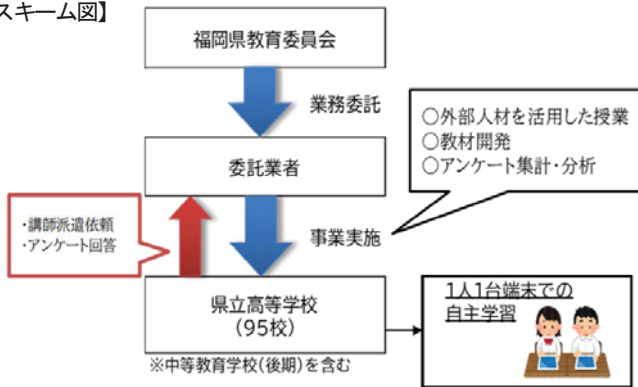 スキーム図】
福岡県教育委員会
業務委託
○外部人材を活用した授業
○教材開発
○アンケート集計・分析
委託業者
・講師派遣依頼
・アンケート回答
事業実施
県立高等学校
(95校)
1人1台端末での
自主学習
※中等教育学校(後期)を含む